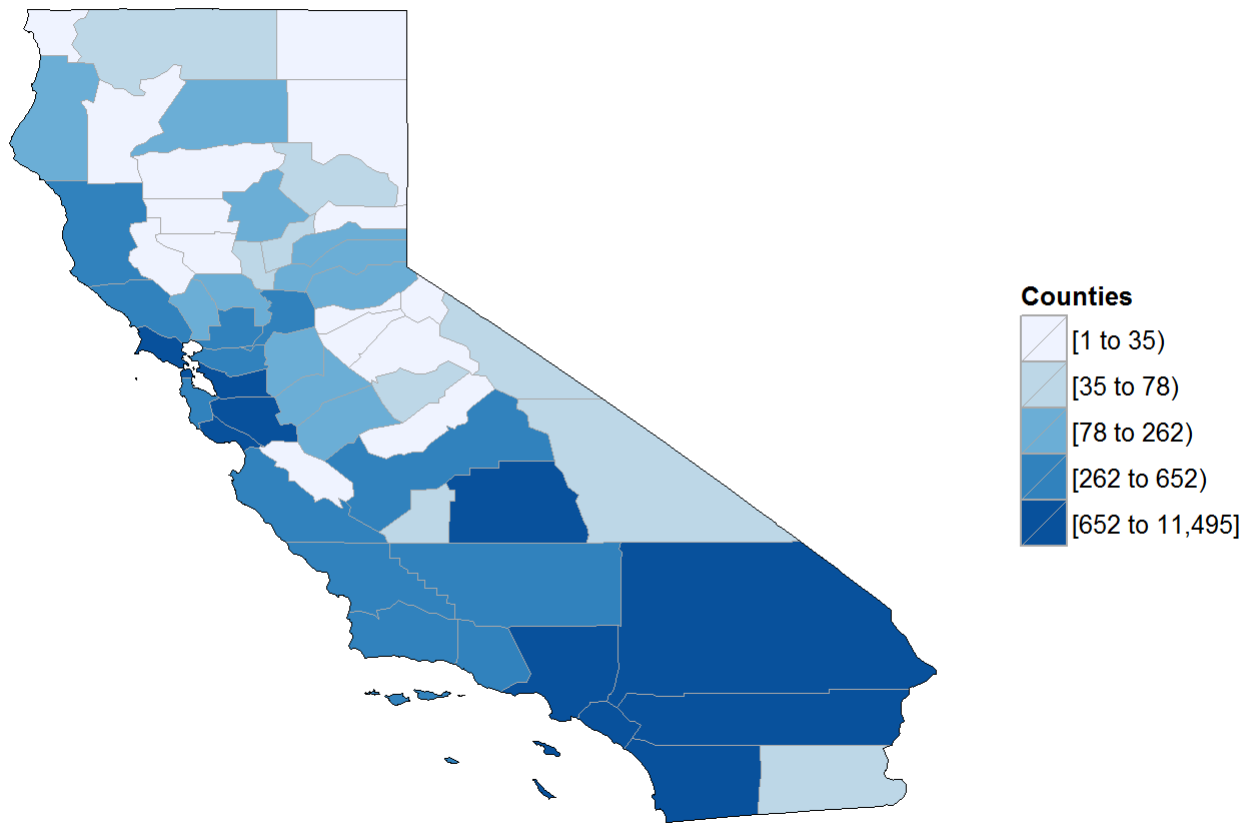 Counties
[1 to 35)
[35 to 78)
[78 to 262)
[262 to 652)
[652 to 11,495]